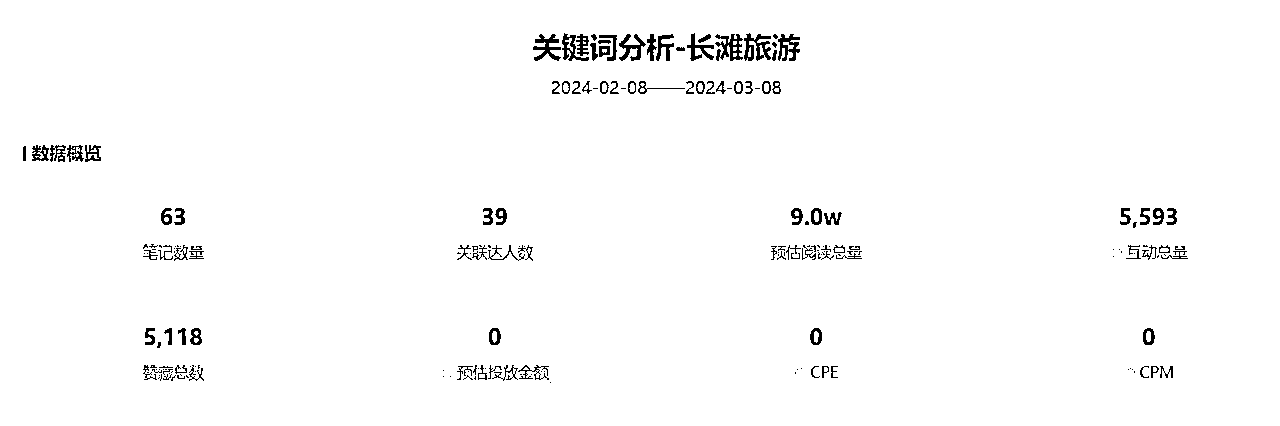 关键词分析-长滩旅游
2024-02-08——2024-03-08
数据概览
63 39 9.0w 5,593
笔记数量 关联达人数 预估阅读总量 互动总量
5,118 0 0 0
赞藏总数 预估投放金额 CPE CPM